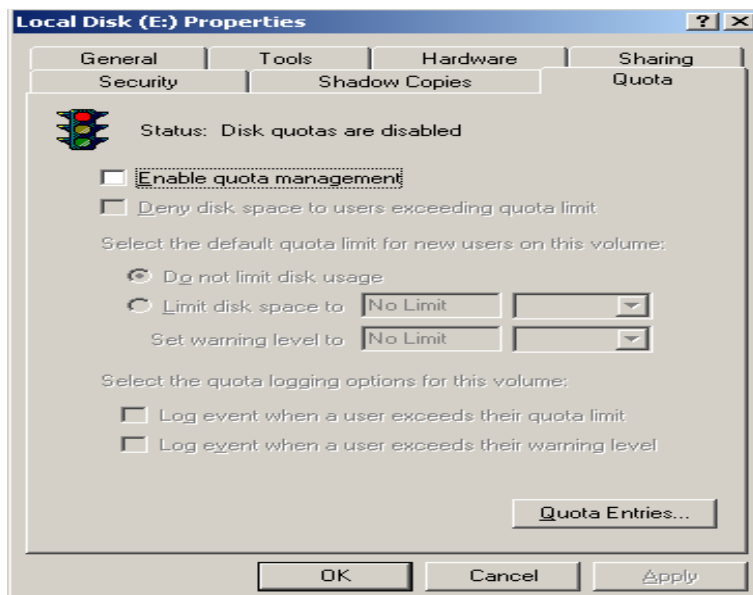 Local Disk (E:) Properties
General Tools Hardware Sharing
Security Shadow Copies Quota
Status: Disk quotas are disabled
Enable quota management
Deny disk space to users exceeding quota limit
Select the default quota limit for new users on this volume:
Do not limit disk usage
Limit disk space to No Limit
Set warning level to No Limit
Select the quota logging options for this volume:
Log event when a user exceeds their quota limit
Log event when a user exceeds their warning level
Quota Entries...
OK Cancel Apply